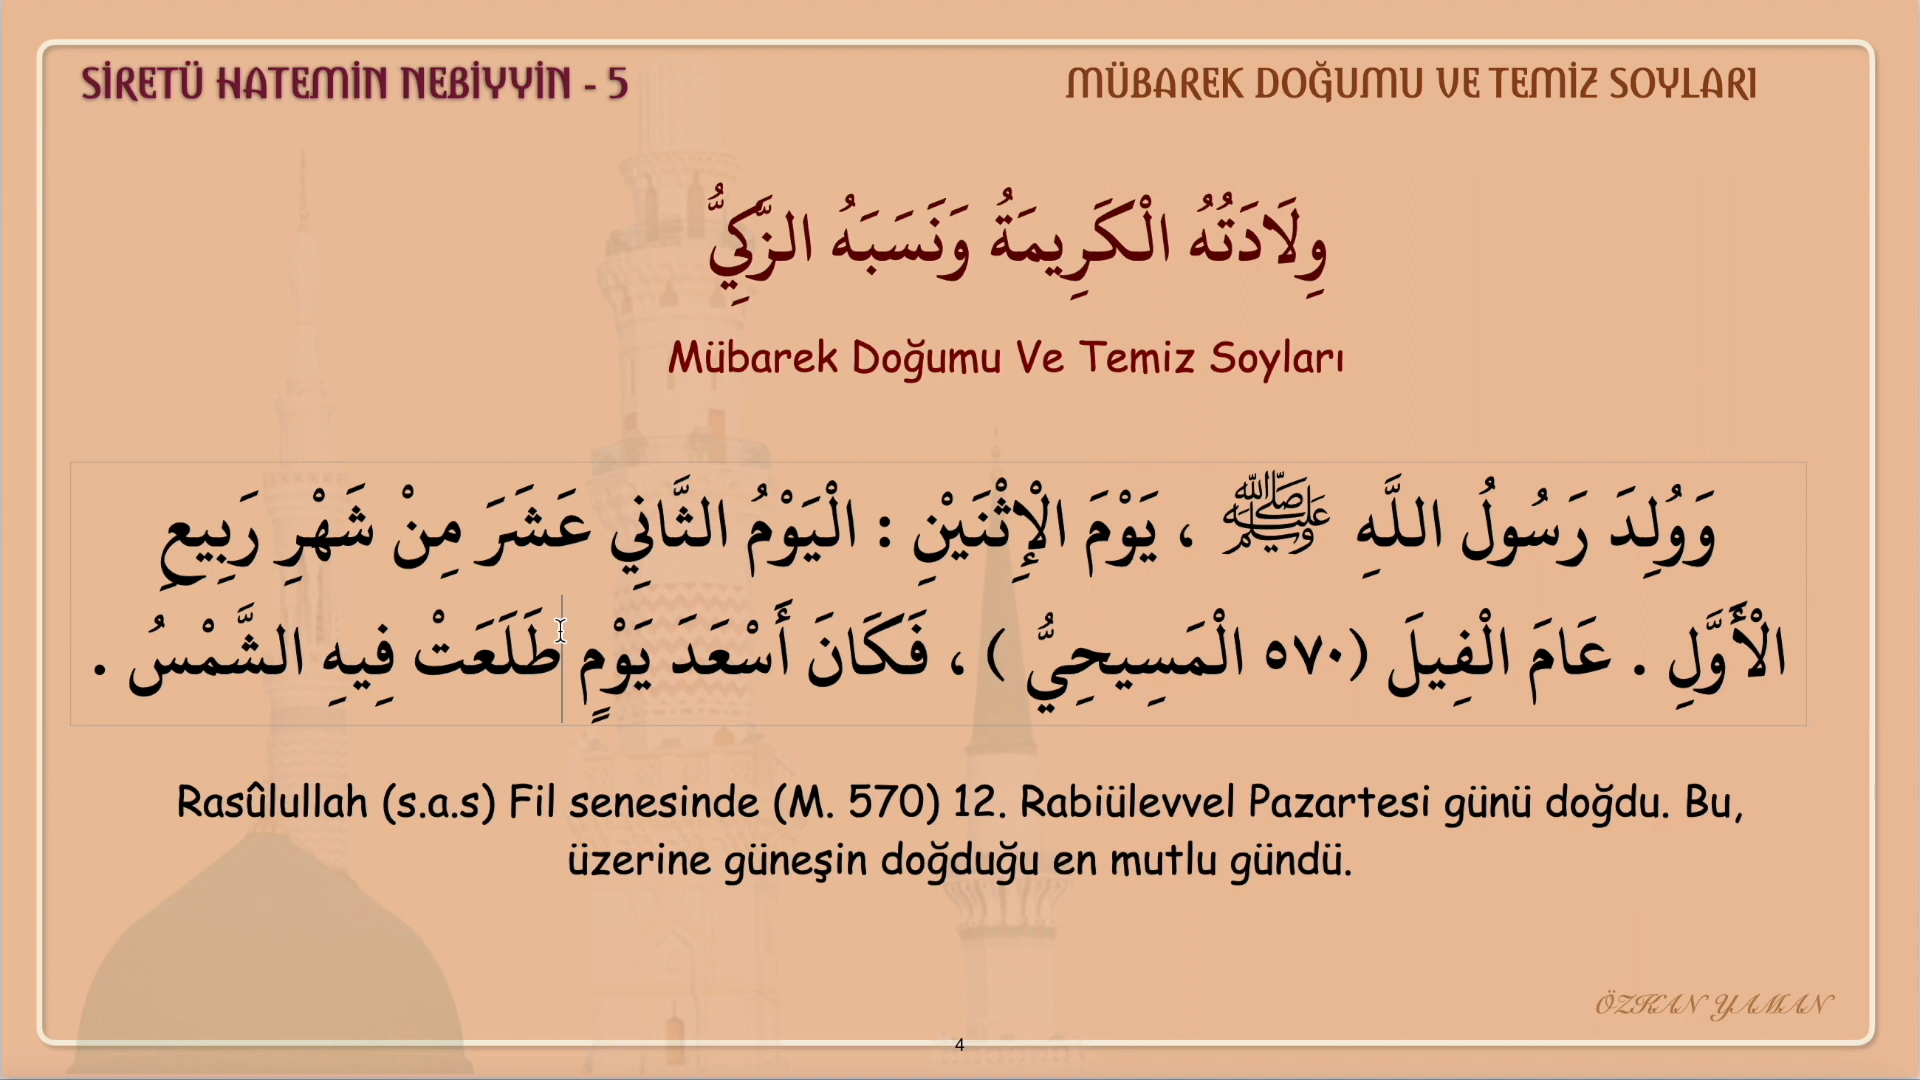 SİRETÜ HATEMİN NEBİYYİN - 5
MÜBAREK DOĞUMU VE TEMİZ SOYLARI
وِلَادَتُهُ الْكَرِيمَةُ وَنَسَبَهُ الزَّكِيُّ
Mübarek Doğumu Ve Temiz Soyları
وَوُلِدَ رَسُولُ اللَّهِ ﷺ ، يَوْمَ الْإِثْنَيْنِ : الْيَوْمُ الثَّانِي عَشَرَ مِنْ شَهْرِ رَبِيعِ
الْأَوَّلِ . عَامَ الْفِيلَ (٥٧٠ الْمَسِيحِيُّ ) ، فَكَانَ أَسْعَدَ يَوْمٍ طَلَعَتْ فِيهِ الشَّمْسُ .
Rasûlullah (s.a.s) Fil senesinde (M. 570) 12. Rabiülevvel Pazartesi günü doğdu. Bu,
üzerine güneşin doğduğu en mutlu gündü.
ÖZKAN YAMAN
4